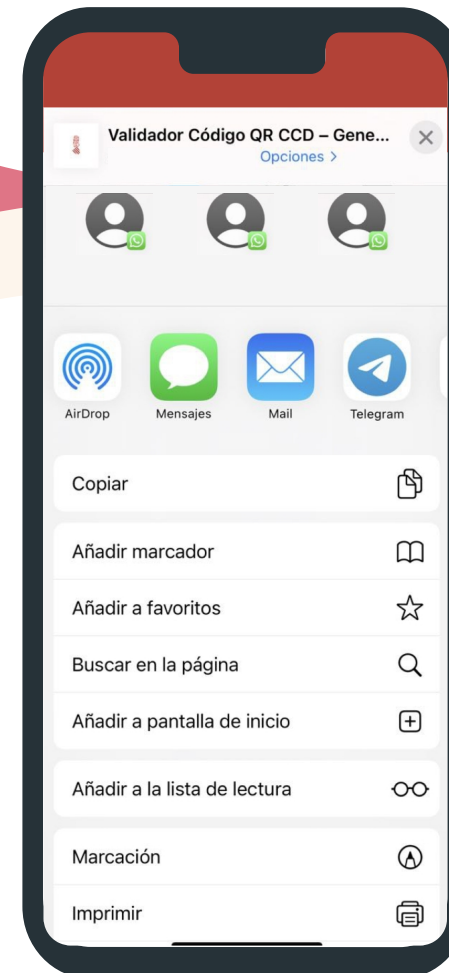 Validador Código QR CCD – Gene...
Opciones >
AirDrop
Mensajes
Mail
Telegram
Copiar
Añadir marcador
Añadir a favoritos
Buscar en la página
Añadir a pantalla de inicio
Añadir a la lista de lectura
Marcación
Imprimir